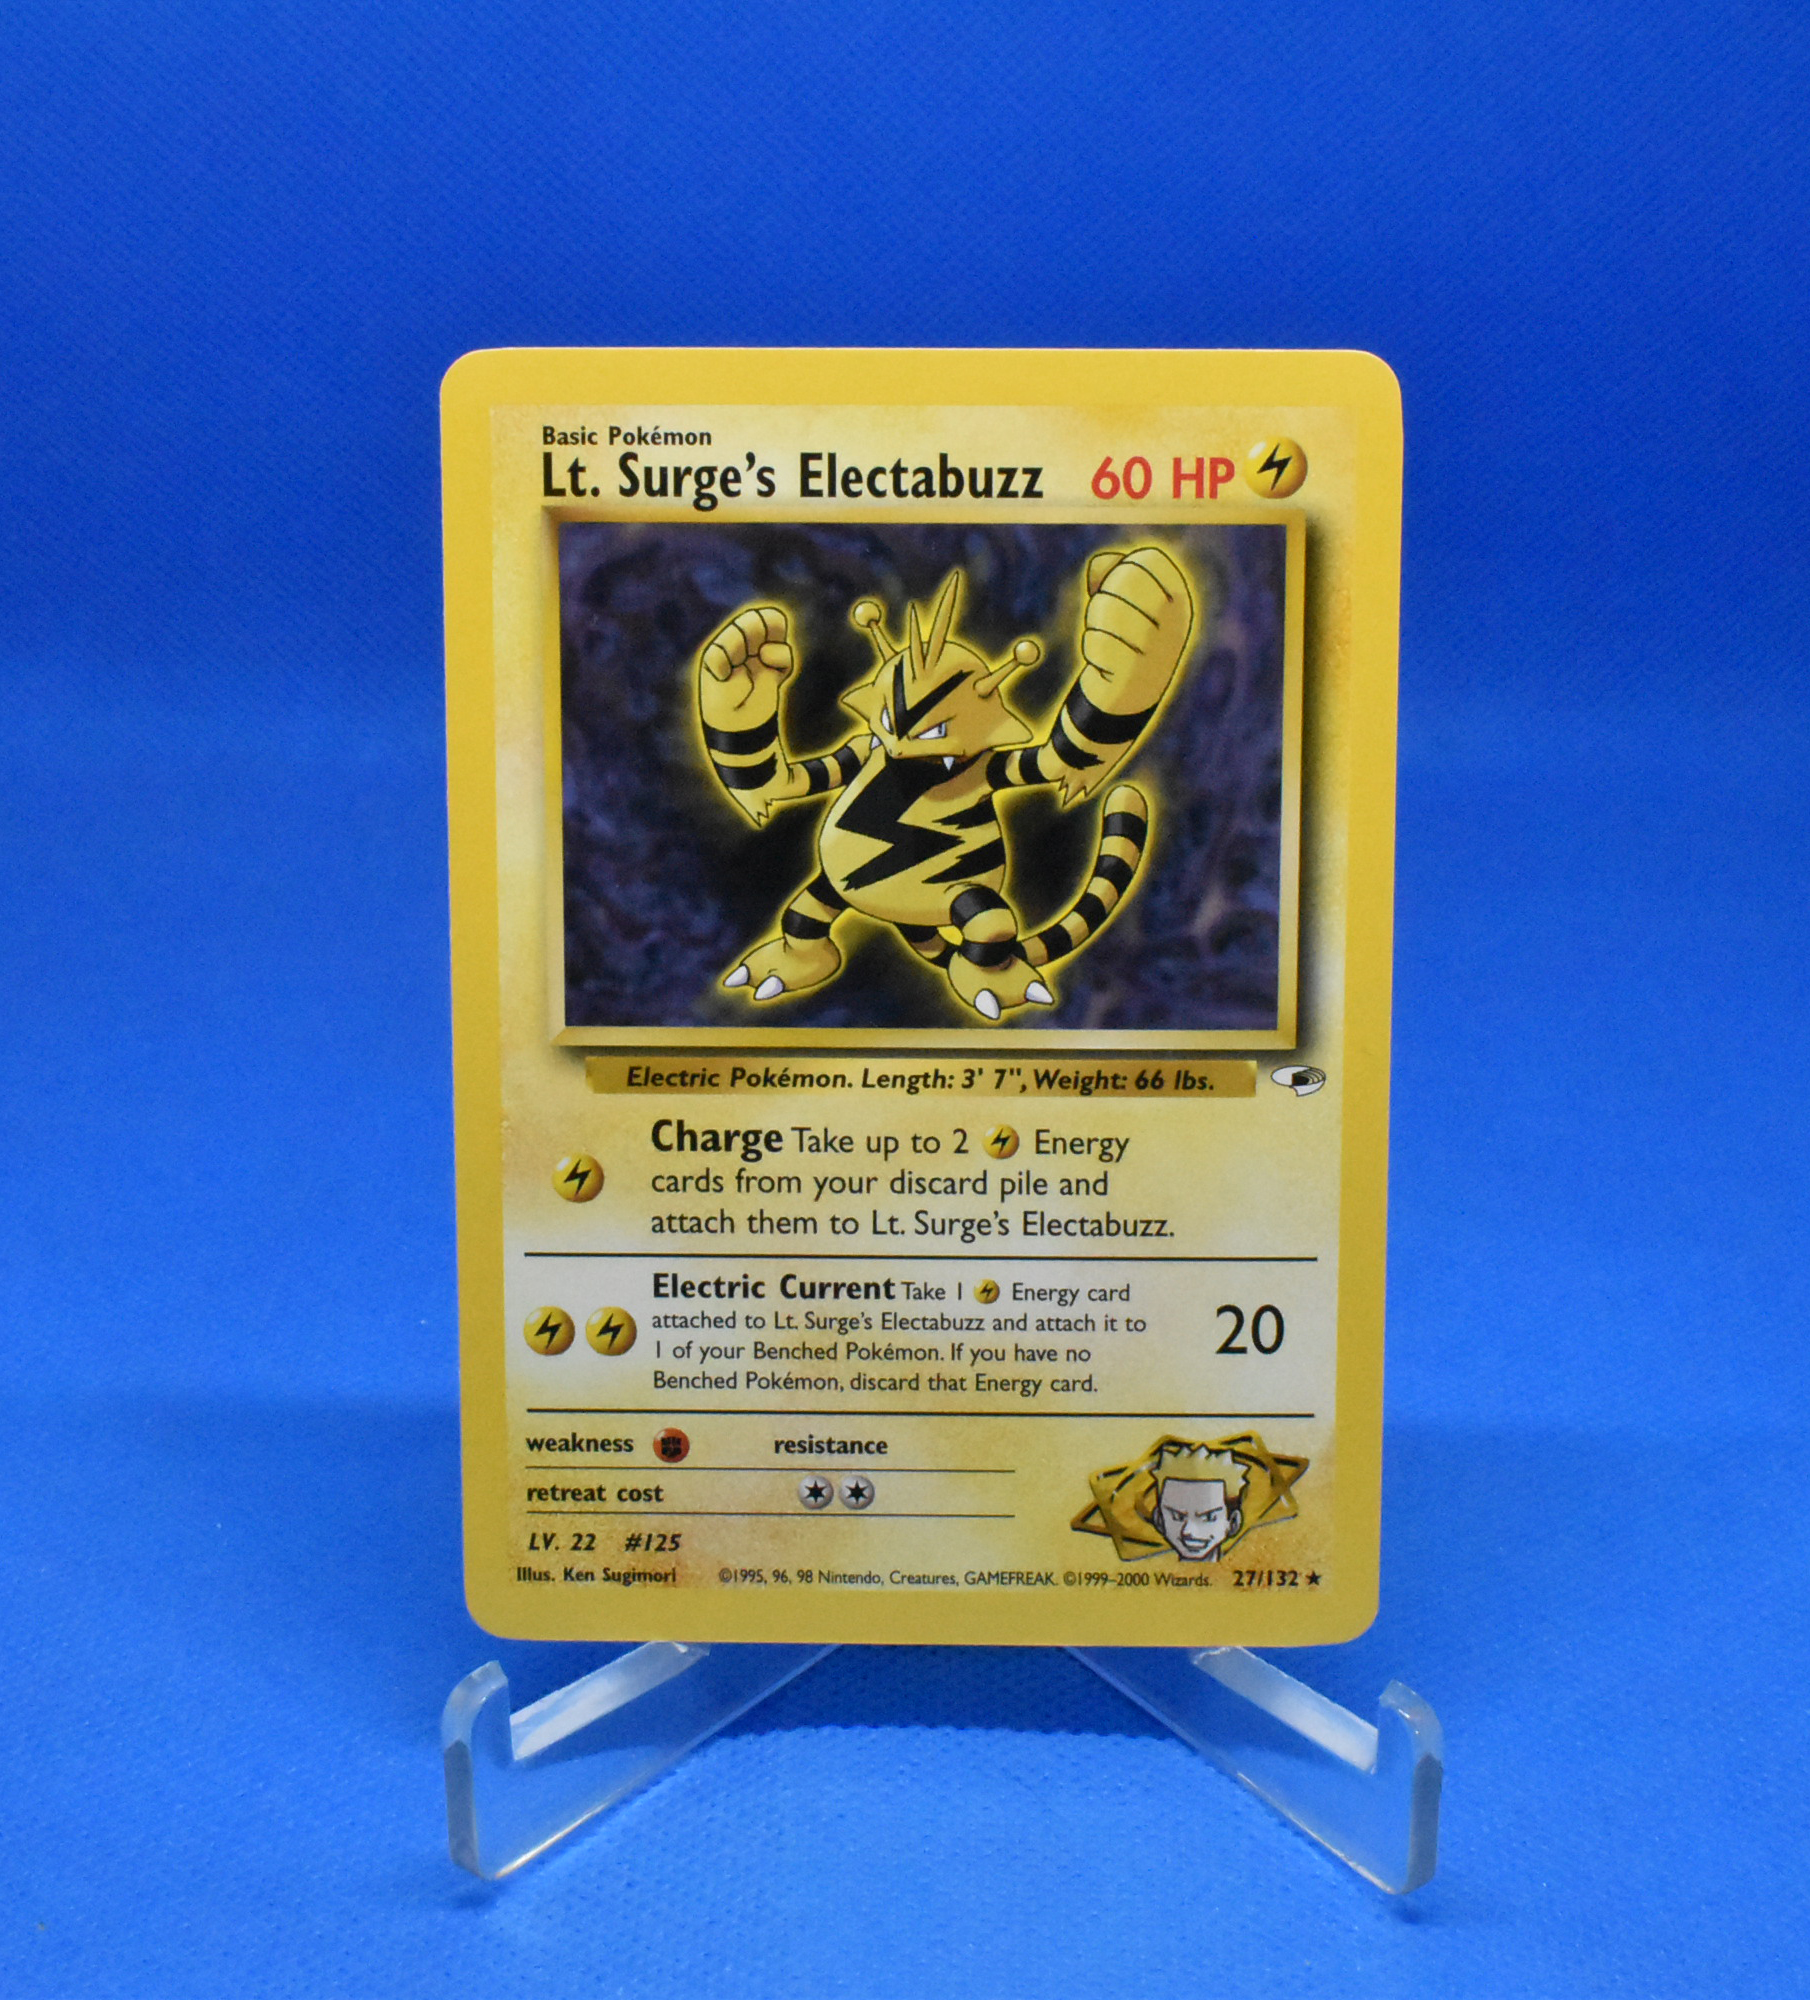 Basic Pokémon
Lt. Surge's Electabuzz 60 HP
Electric Pokémon. Length: 3' 7", Weight: 66 lbs.
Charge Take up to 2 Energy
cards from your discard pile and
attach them to Lt. Surge's Electabuzz.
Electric Current Take 1 Energy card
attached to Lt. Surge's Electabuzz and attach it to
1 of your Benched Pokémon. If you have no
Benched Pokémon, discard that Energy card.
20
weakness resistance
retreat cost
LV. 22 #125
Illus. Ken Sugimori ©1995, 96, 98 Nintendo, Creatures, GAMEFREAK. ©1999–2000 Wizards. 27/132 ★